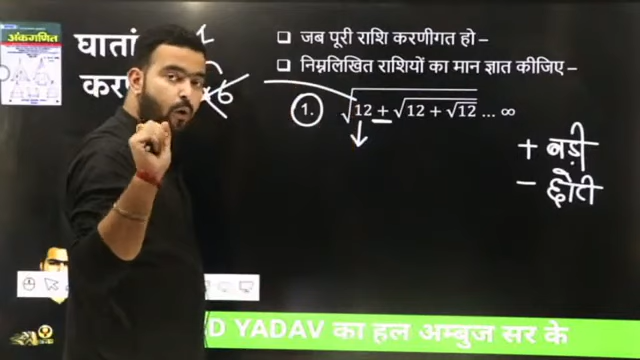 अंकगणित
घातां
कर
❑ जब पूरी राशि करणीगत हो –
❑ निम्नलिखित राशियों का मान ज्ञात कीजिए –
1. √12 + √12 + √12 ... ∞
+ बड़ी
- छोटी
D YADAV का हल अम्बुज सर के